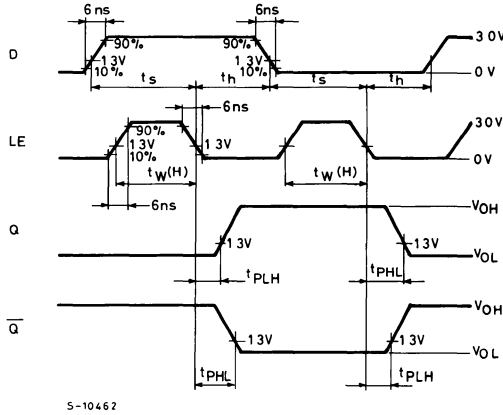 6ns
6ns
D
90%
90%
1.3V
1.3V
10%
10%
ts
th
ts
th
3 0V
0V
LE
90%
1.3V
10%
6ns
1.3V
tW(H)
tW(H)
6ns
3 0V
0V
Q
1 3V
1 3V
tPLH
tPHL
VOH
VOL
Q̅
1 3V
1 3V
tPHL
tPLH
VOH
VOL
S-10462